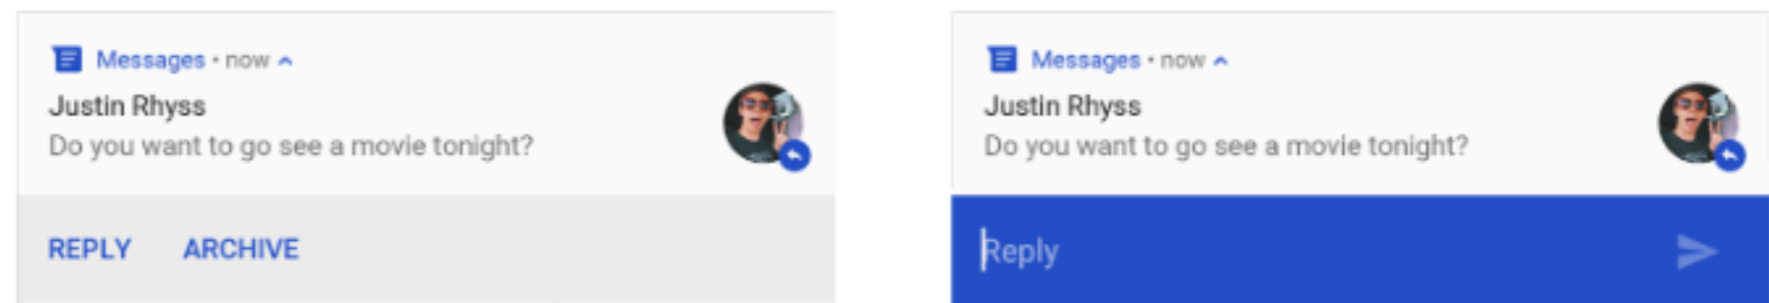 Messages • now
Justin Rhyss
Do you want to go see a movie tonight?
REPLY ARCHIVE
Messages • now
Justin Rhyss
Do you want to go see a movie tonight?
Reply